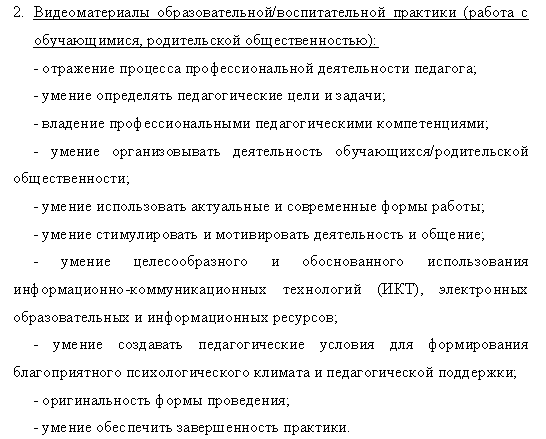 2. Видеоматериалы образовательной/воспитательной практики (работа с
обучающимися, родительской общественностью):
- отражение процесса профессиональной деятельности педагога;
- умение определять педагогические цели и задачи;
- владение профессиональными педагогическими компетенциями;
- умение организовывать деятельность обучающихся/родительской
общественности;
- умение использовать актуальные и современные формы работы;
- умение стимулировать и мотивировать деятельность и общение;
- умение целесообразного и обоснованного использования
информационно-коммуникационных технологий (ИКТ), электронных
образовательных и информационных ресурсов;
- умение создавать педагогические условия для формирования
благоприятного психологического климата и педагогической поддержки;
- оригинальность формы проведения;
- умение обеспечить завершенность практики.